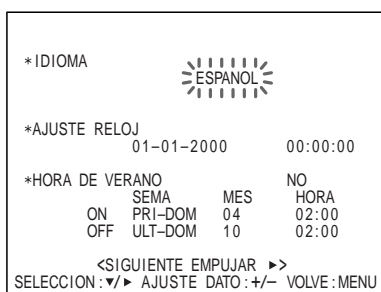 *IDIOMA
ESPANOL
*AJUSTE RELOJ
01-01-2000 00:00:00
*HORA DE VERANO NO
SEMA MES HORA
ON PRI-DOM 04 02:00
OFF ULT-DOM 10 02:00
<SIGUIENTE EMPUJAR ►>
SELECCION:▼/► AJUSTE DATO:+/− VOLVE:MENU